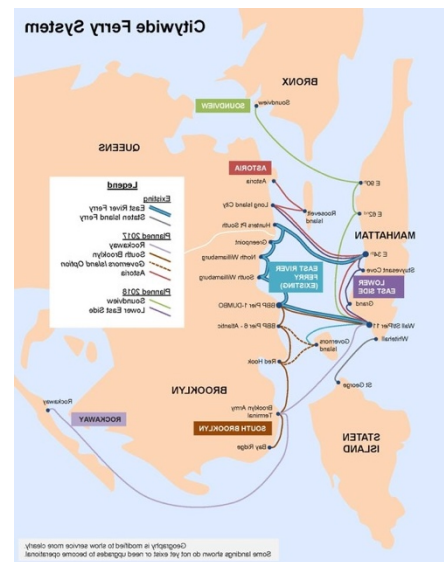 Citywide Ferry System
BRONX
Soundview
SOUNDVIEW
QUEENS
ASTORIA
Astoria
E 90th
Long Island City
Roosevelt
Island
E 62nd
MANHATTAN
Legend
Existing
East River Ferry
Staten Island Ferry
Planned 2017
Rockaway
South Brooklyn
Governors Island Option
Astoria
Planned 2018
Soundview
Lower East Side
Hunters Pt South
Greenpoint
North Williamsburg
South Williamsburg
EAST RIVER
FERRY
(EXISTING)
E 34th
Stuyvesant Cove
LOWER
EAST SIDE
Grand
BBP Pier 1-DUMBO
BBP Pier 6 - Atlantic
Wall St/Pier 11
Whitehall
Governors
Island
Red Hook
St George
BROOKLYN
Rockaway
ROCKAWAY
Brooklyn Army
Terminal
SOUTH BROOKLYN
Bay Ridge
STATEN
ISLAND
Geography is modified to show service more clearly
Some landings shown do not yet exist or need upgrades to become operational